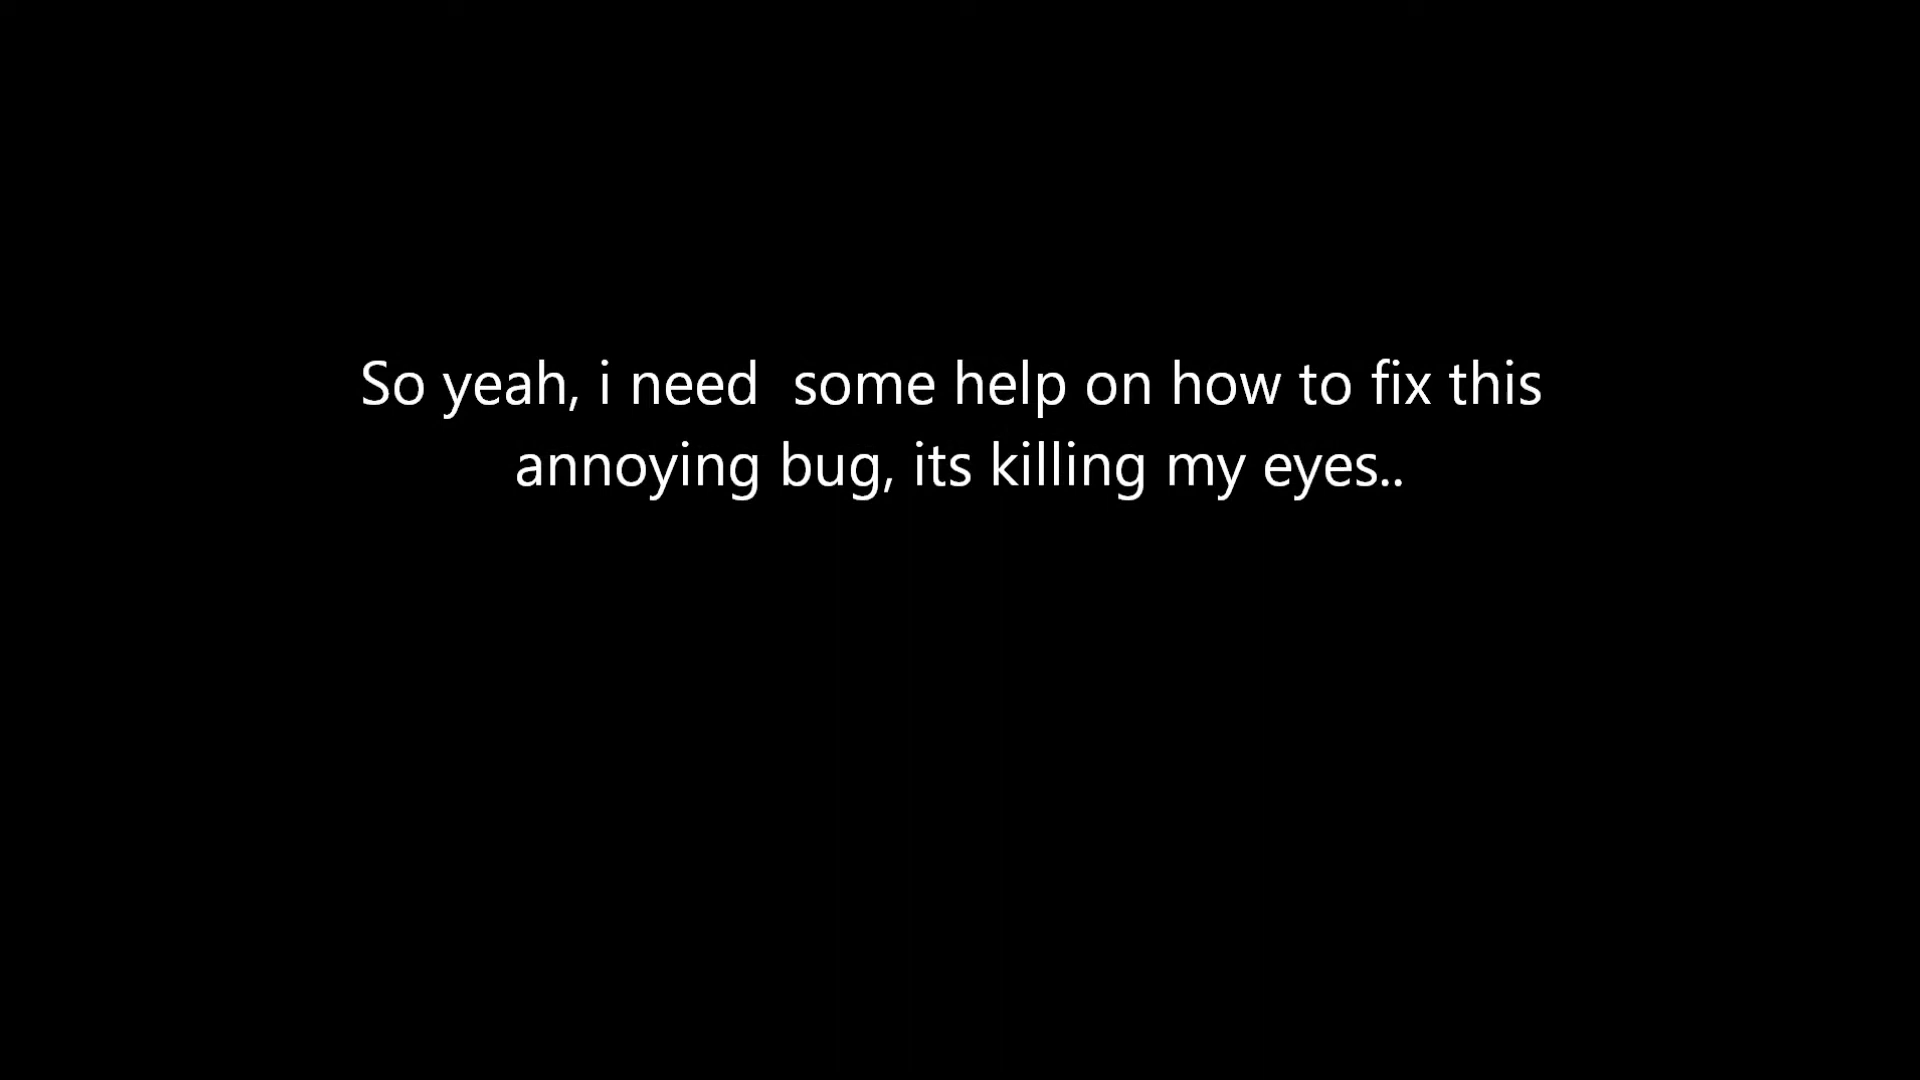 So yeah, i need  some help on how to fix this
annoying bug, its killing my eyes..